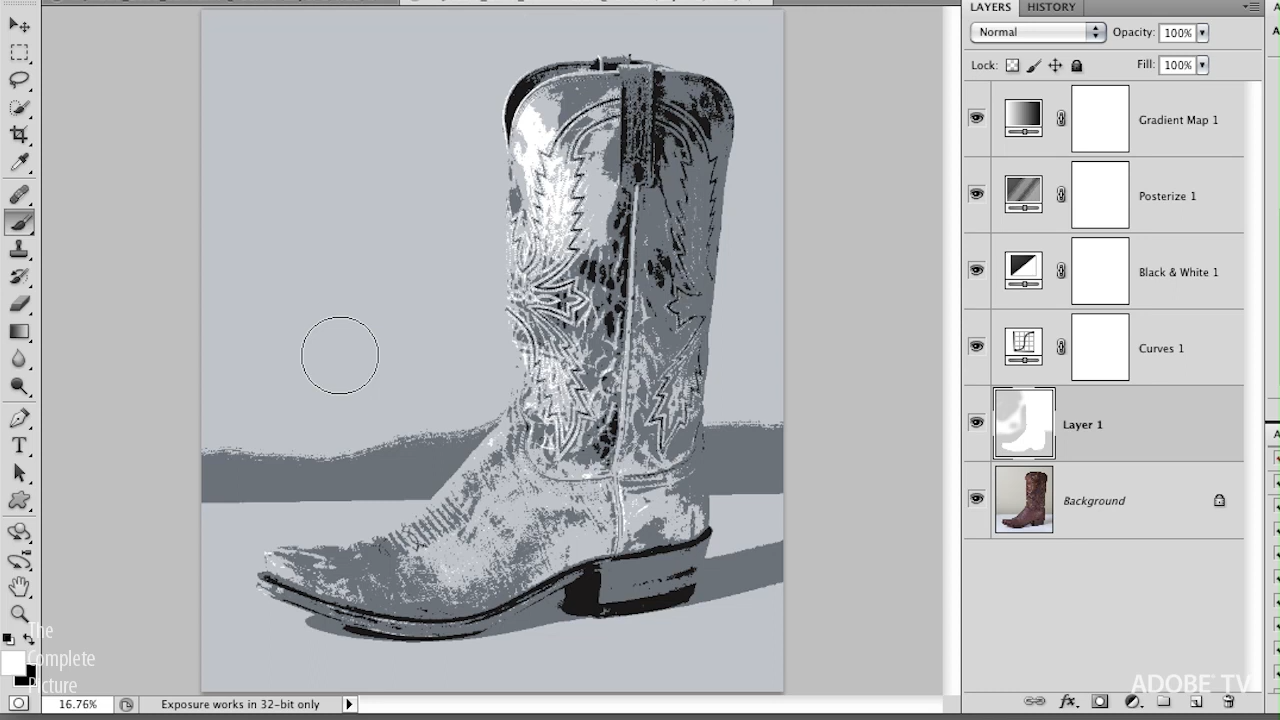 LAYERS HISTORY
Normal Opacity: 100%
Lock: Fill: 100%
Gradient Map 1
Posterize 1
Black & White 1
Curves 1
Layer 1
Background
T
The
Complete
Picture
16.76% Exposure works in 32-bit only
fx
ADOBE TV